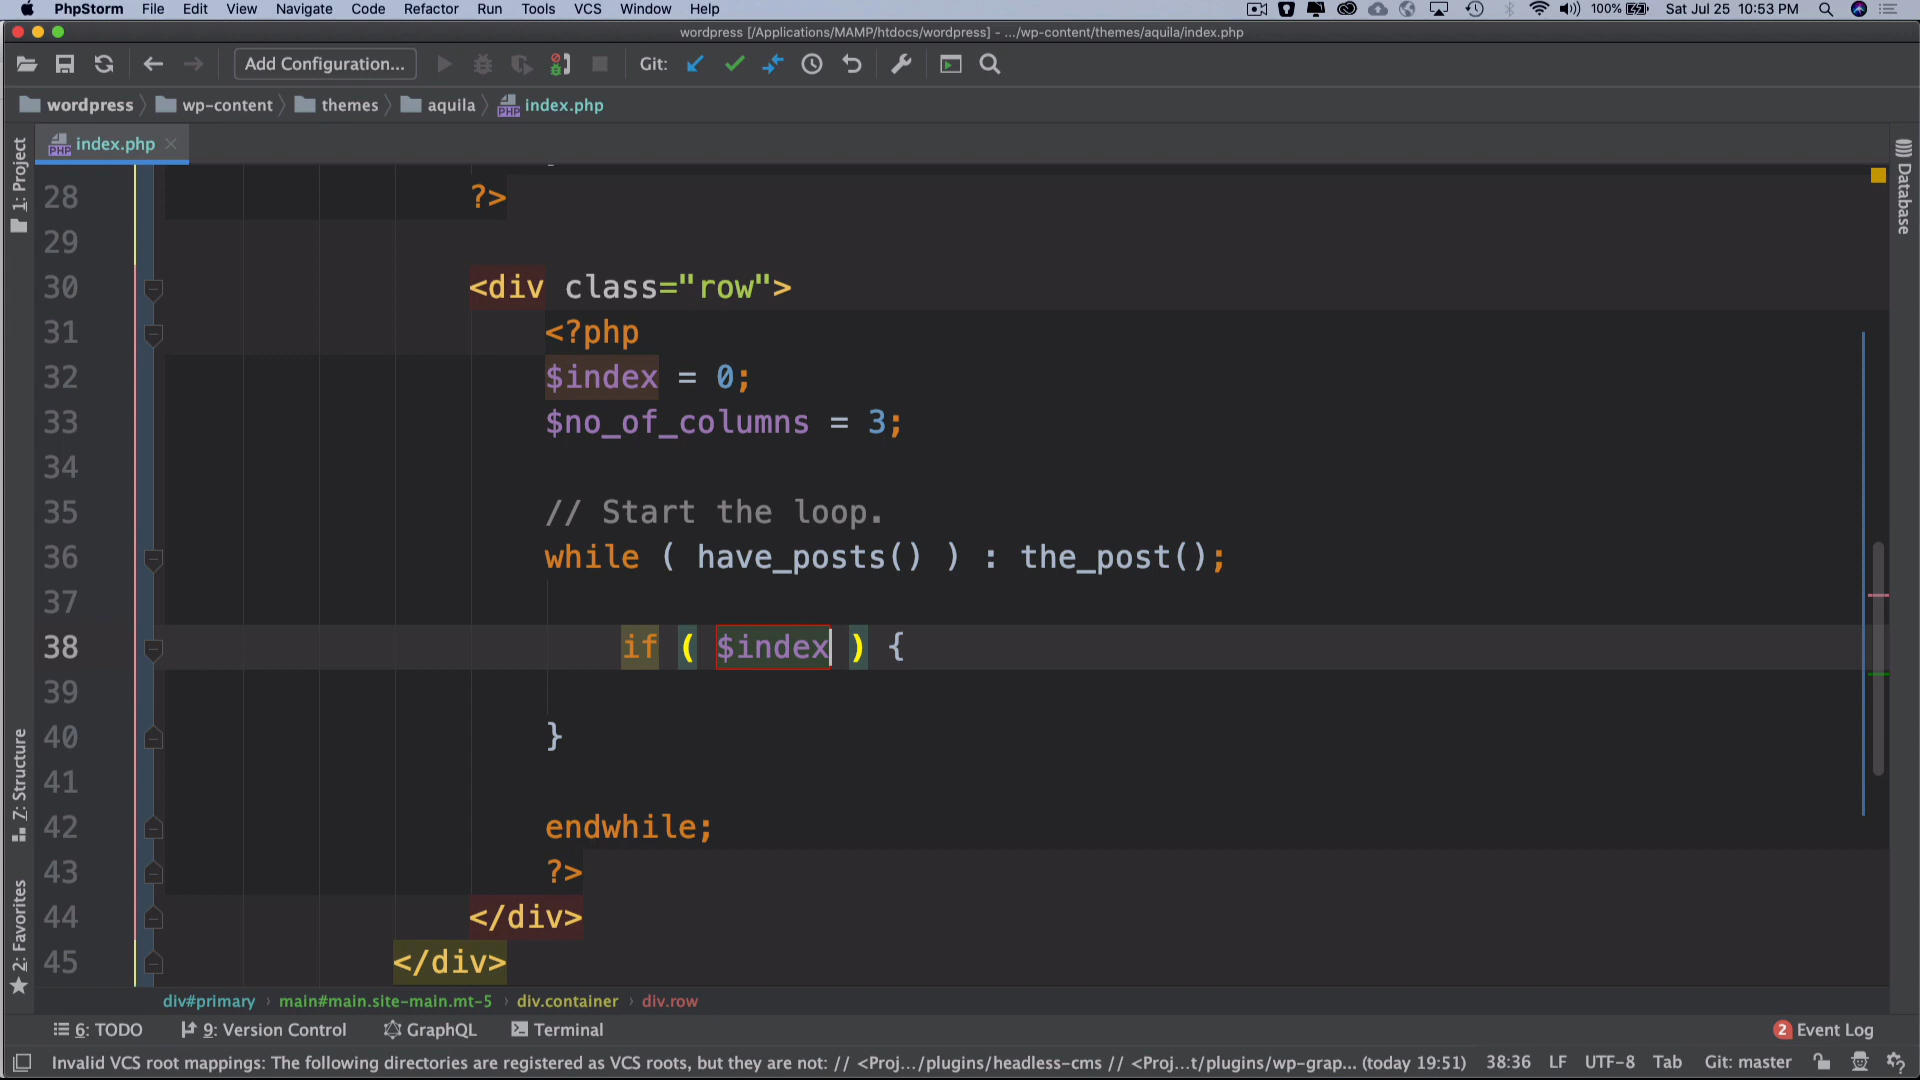 PhpStorm File Edit View Navigate Code Refactor Run Tools VCS Window Help 100% Sat Jul 25 10:53 PM
wordpress [/Applications/MAMP/htdocs/wordpress] - .../wp-content/themes/aquila/index.php
Add Configuration... Git:
wordpress wp-content themes aquila index.php
index.php
1: Project
Database
28 ?>
29
30 <div class="row">
31 <?php
32 $index = 0;
33 $no_of_columns = 3;
34
35 // Start the loop.
36 while ( have_posts() ) : the_post();
37
38 if ( $index ) {
39
40 }
41
42 endwhile;
43 ?>
44 </div>
45 </div>
Z: Structure
2: Favorites
div#primary main#main.site-main.mt-5 div.container div.row
6: TODO 9: Version Control GraphQL Terminal 2 Event Log
Invalid VCS root mappings: The following directories are registered as VCS roots, but they are not: // <Proj.../plugins/headless-cms // <Proj...t/plugins/wp-grap... (today 19:51) 38:36 LF UTF-8 Tab Git: master